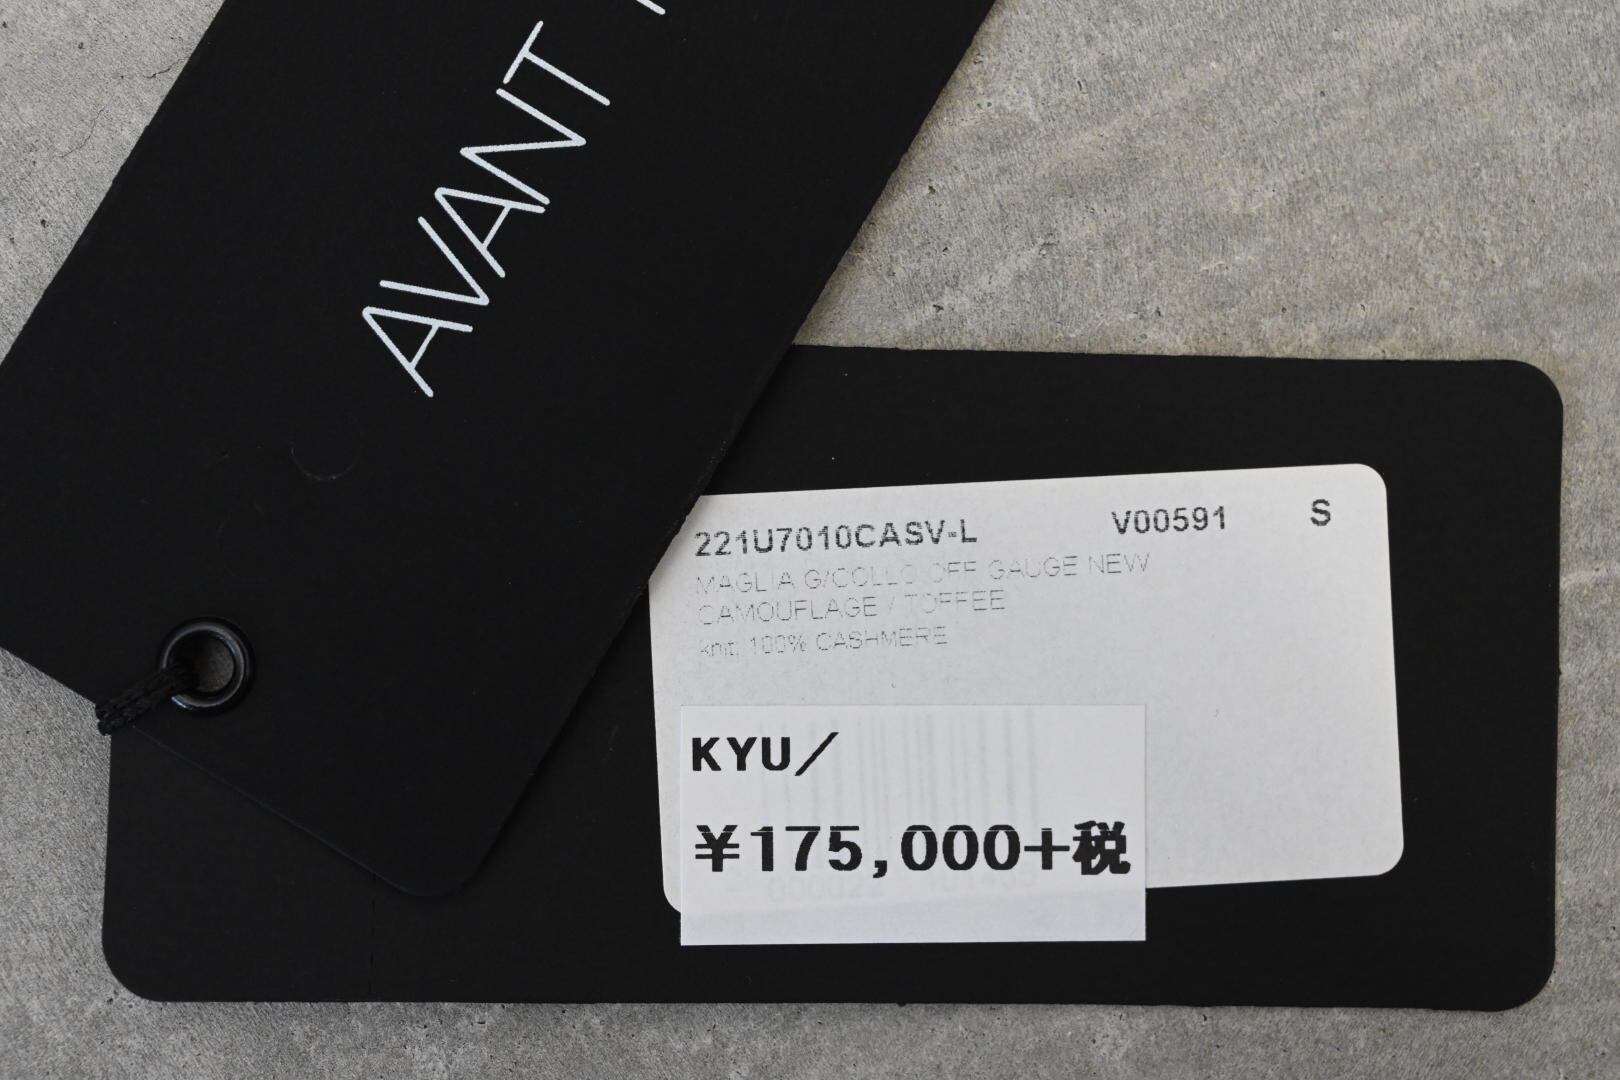 AVANT
221U7010CASV-L V00591 S
MAGLIA G/COLLO OFF GAUGE NEW
CAMOUFLAGE / TOFFEE
knit: 100% CASHMERE
KYU／
¥175,000+税